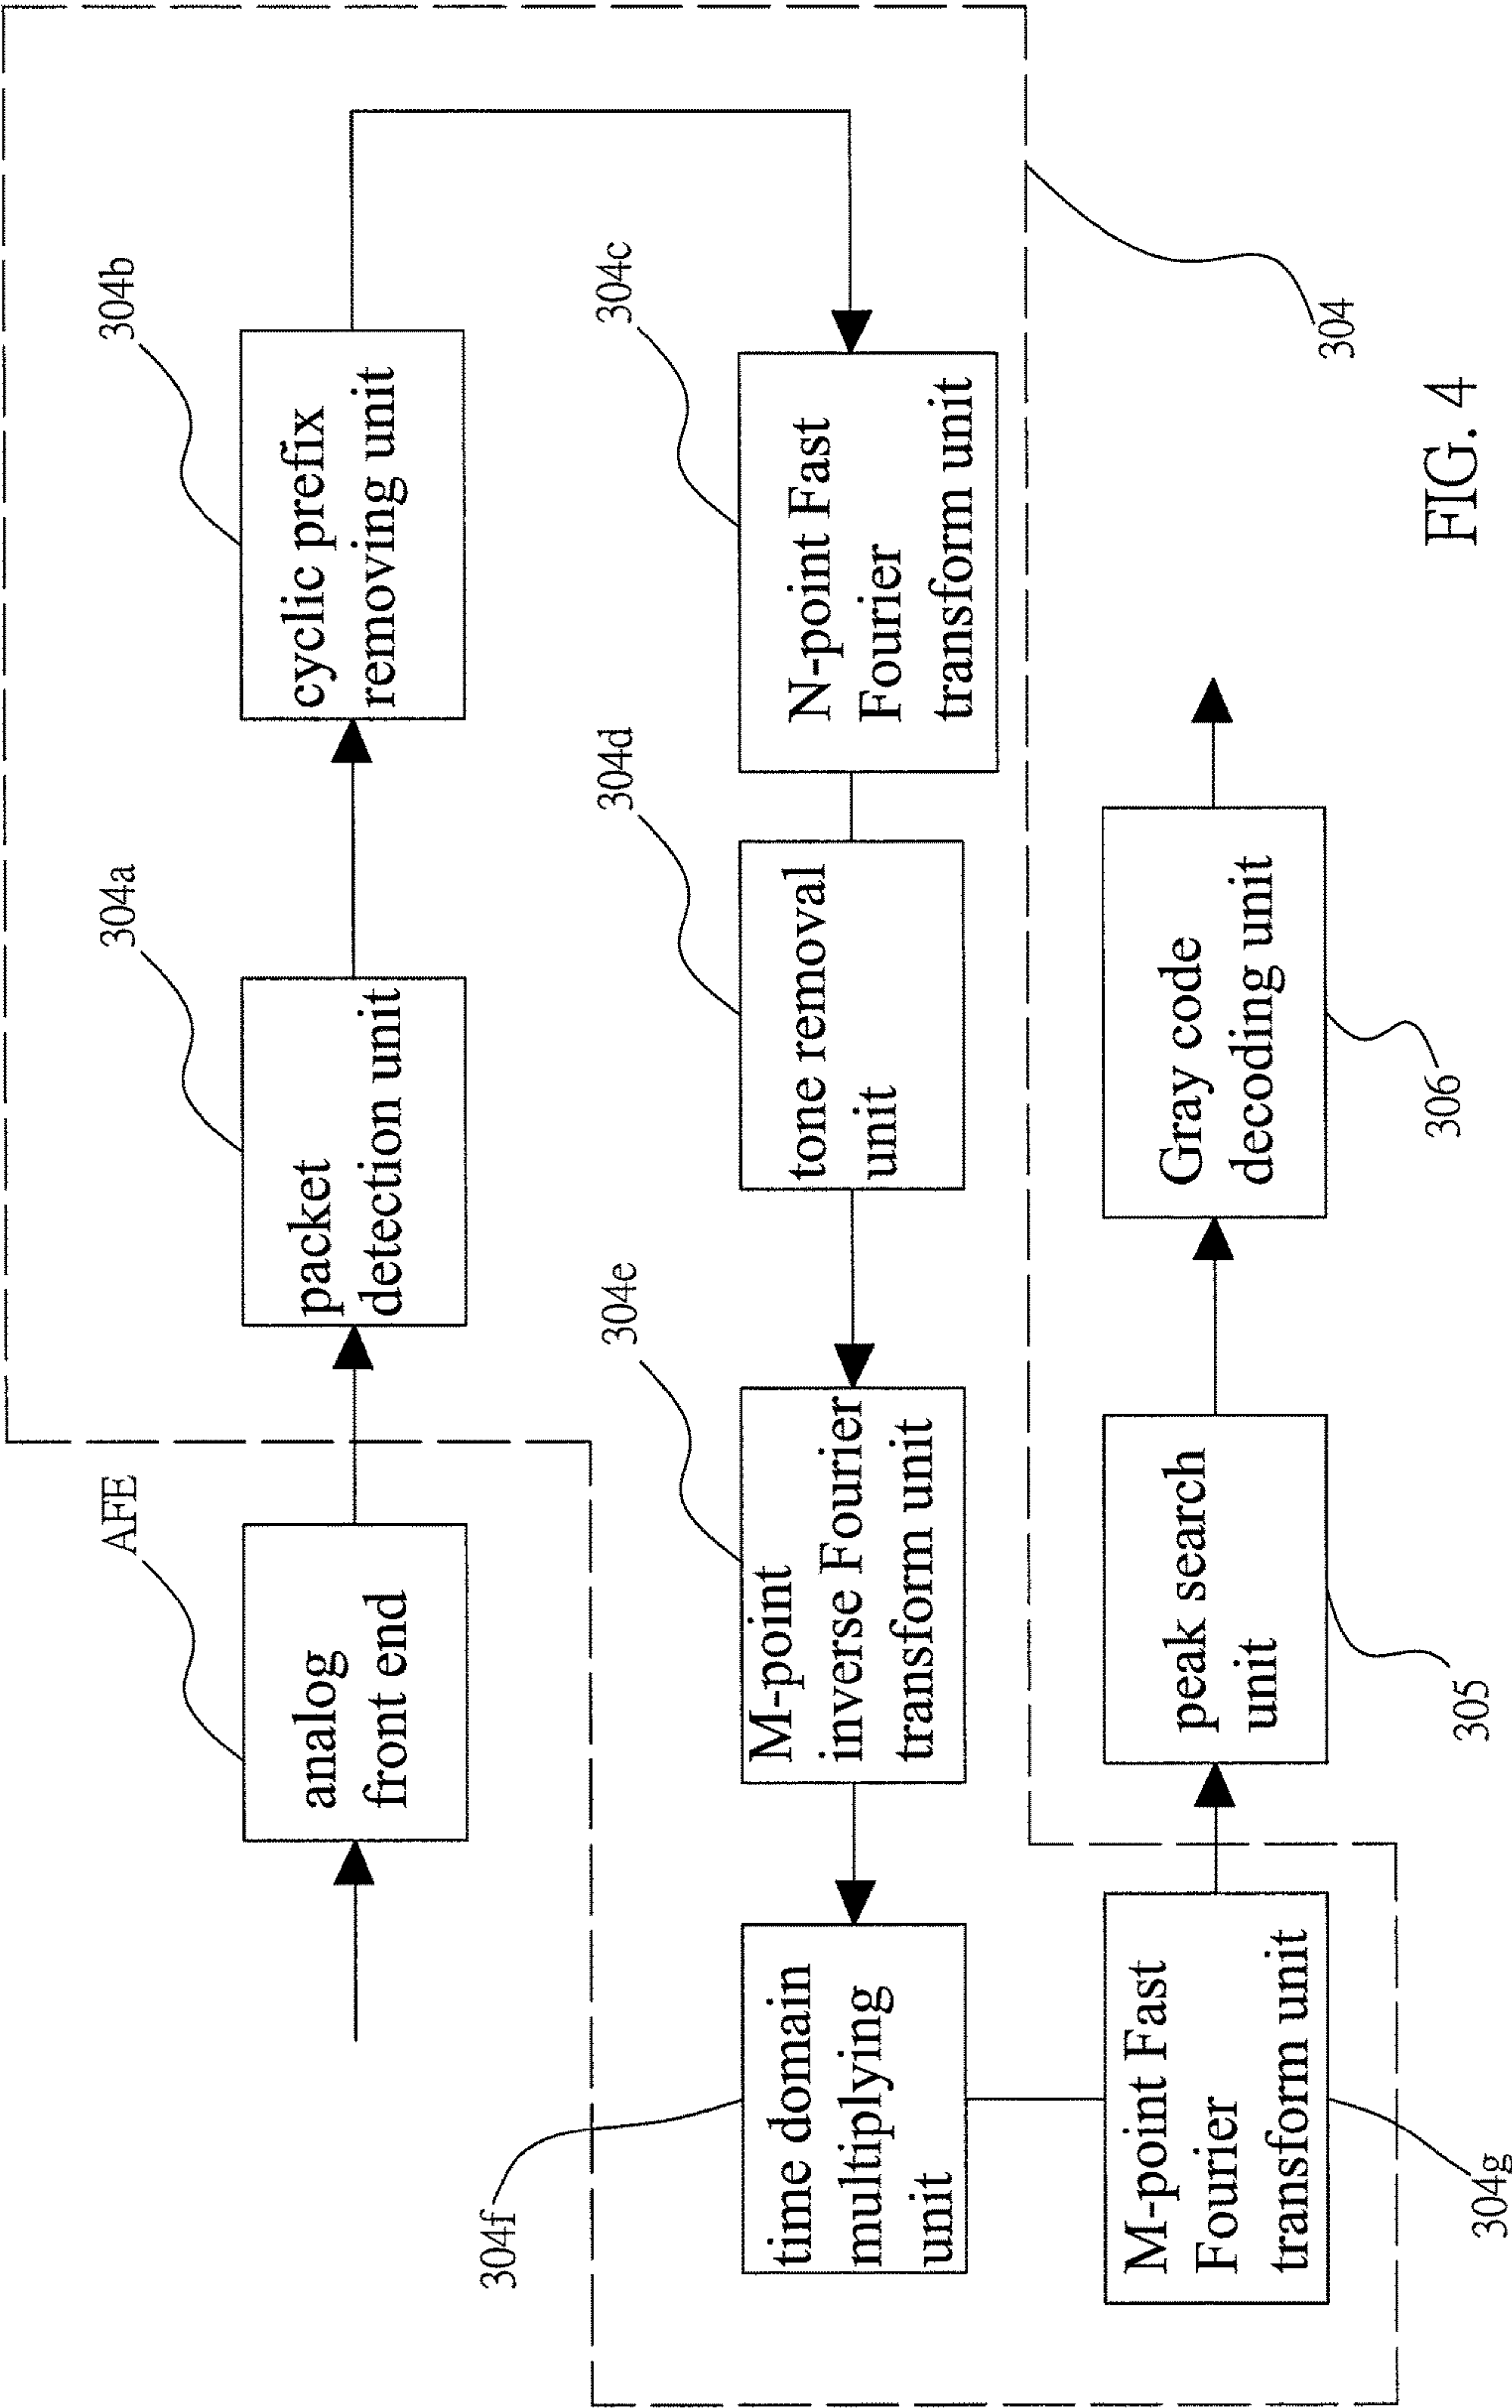 AFE
analog
front end
304a
packet
detection unit
304b
cyclic prefix
removing unit
304c
N-point Fast
Fourier
transform unit
304d
tone removal
unit
304e
M-point
inverse Fourier
transform unit
304f
time domain
multiplying
unit
M-point Fast
Fourier
transform unit
304g
peak search
unit
305
Gray code
decoding unit
306
304
FIG. 4